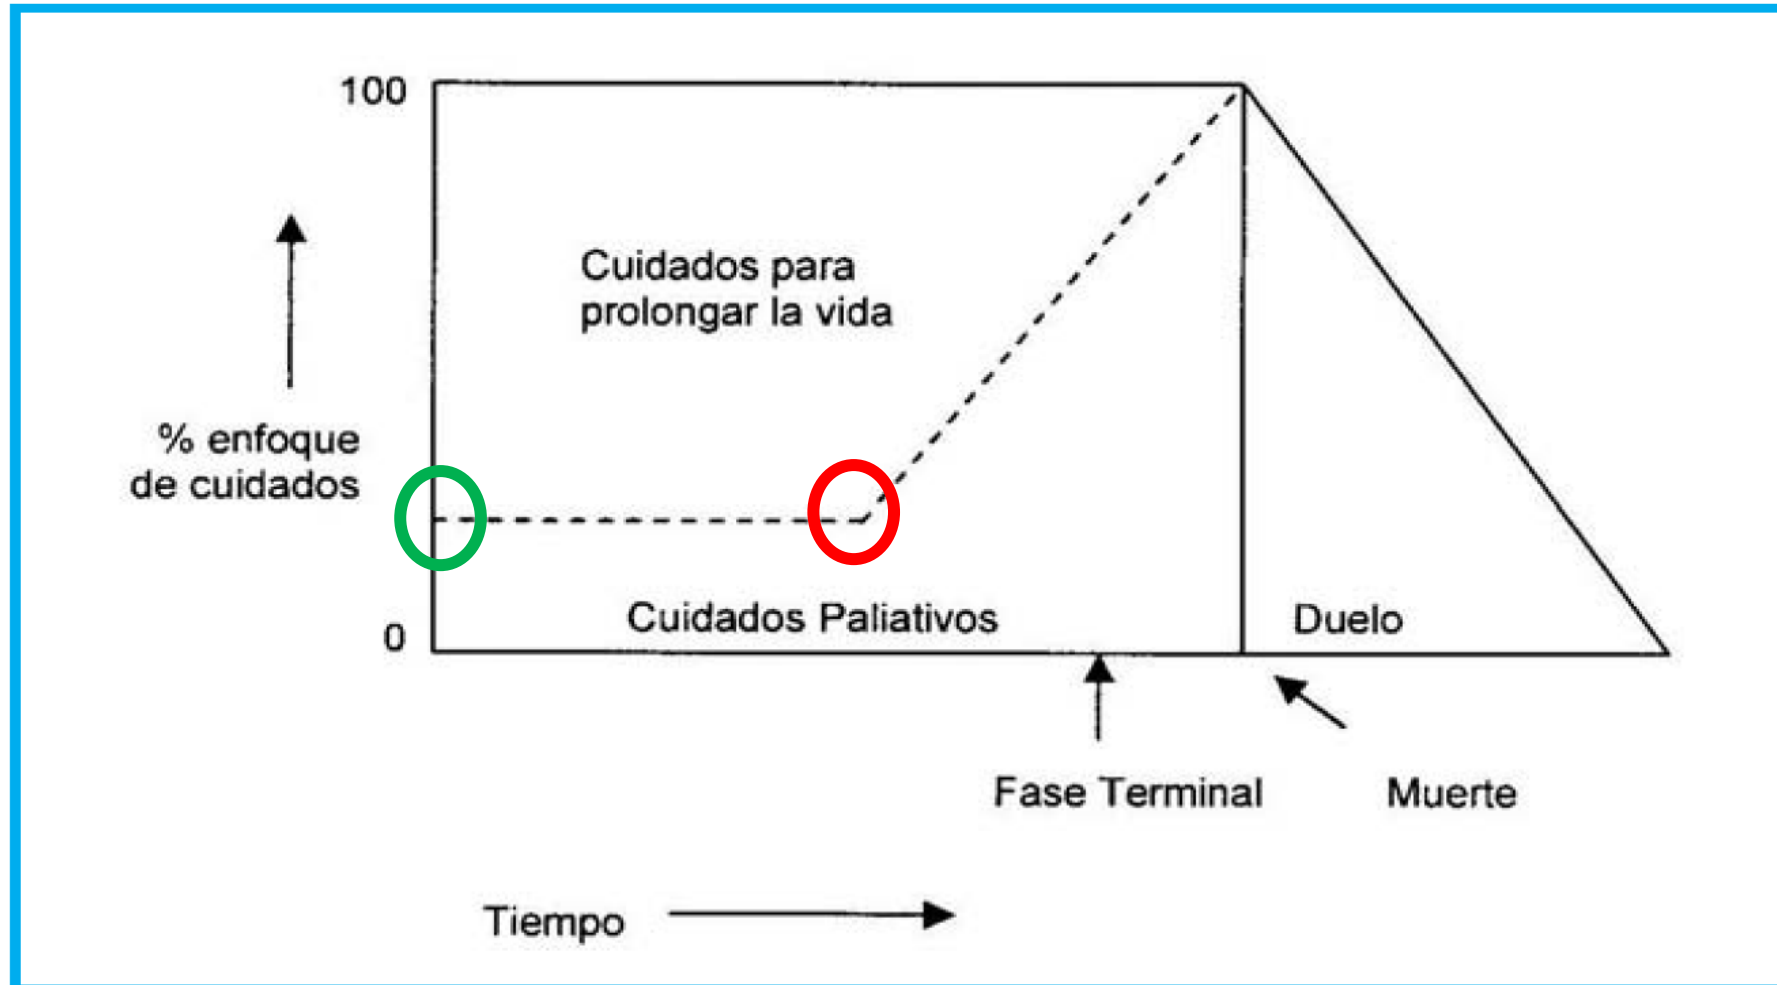 100
Cuidados para
prolongar la vida
% enfoque
de cuidados
Cuidados Paliativos
Duelo
0
Fase Terminal
Muerte
Tiempo